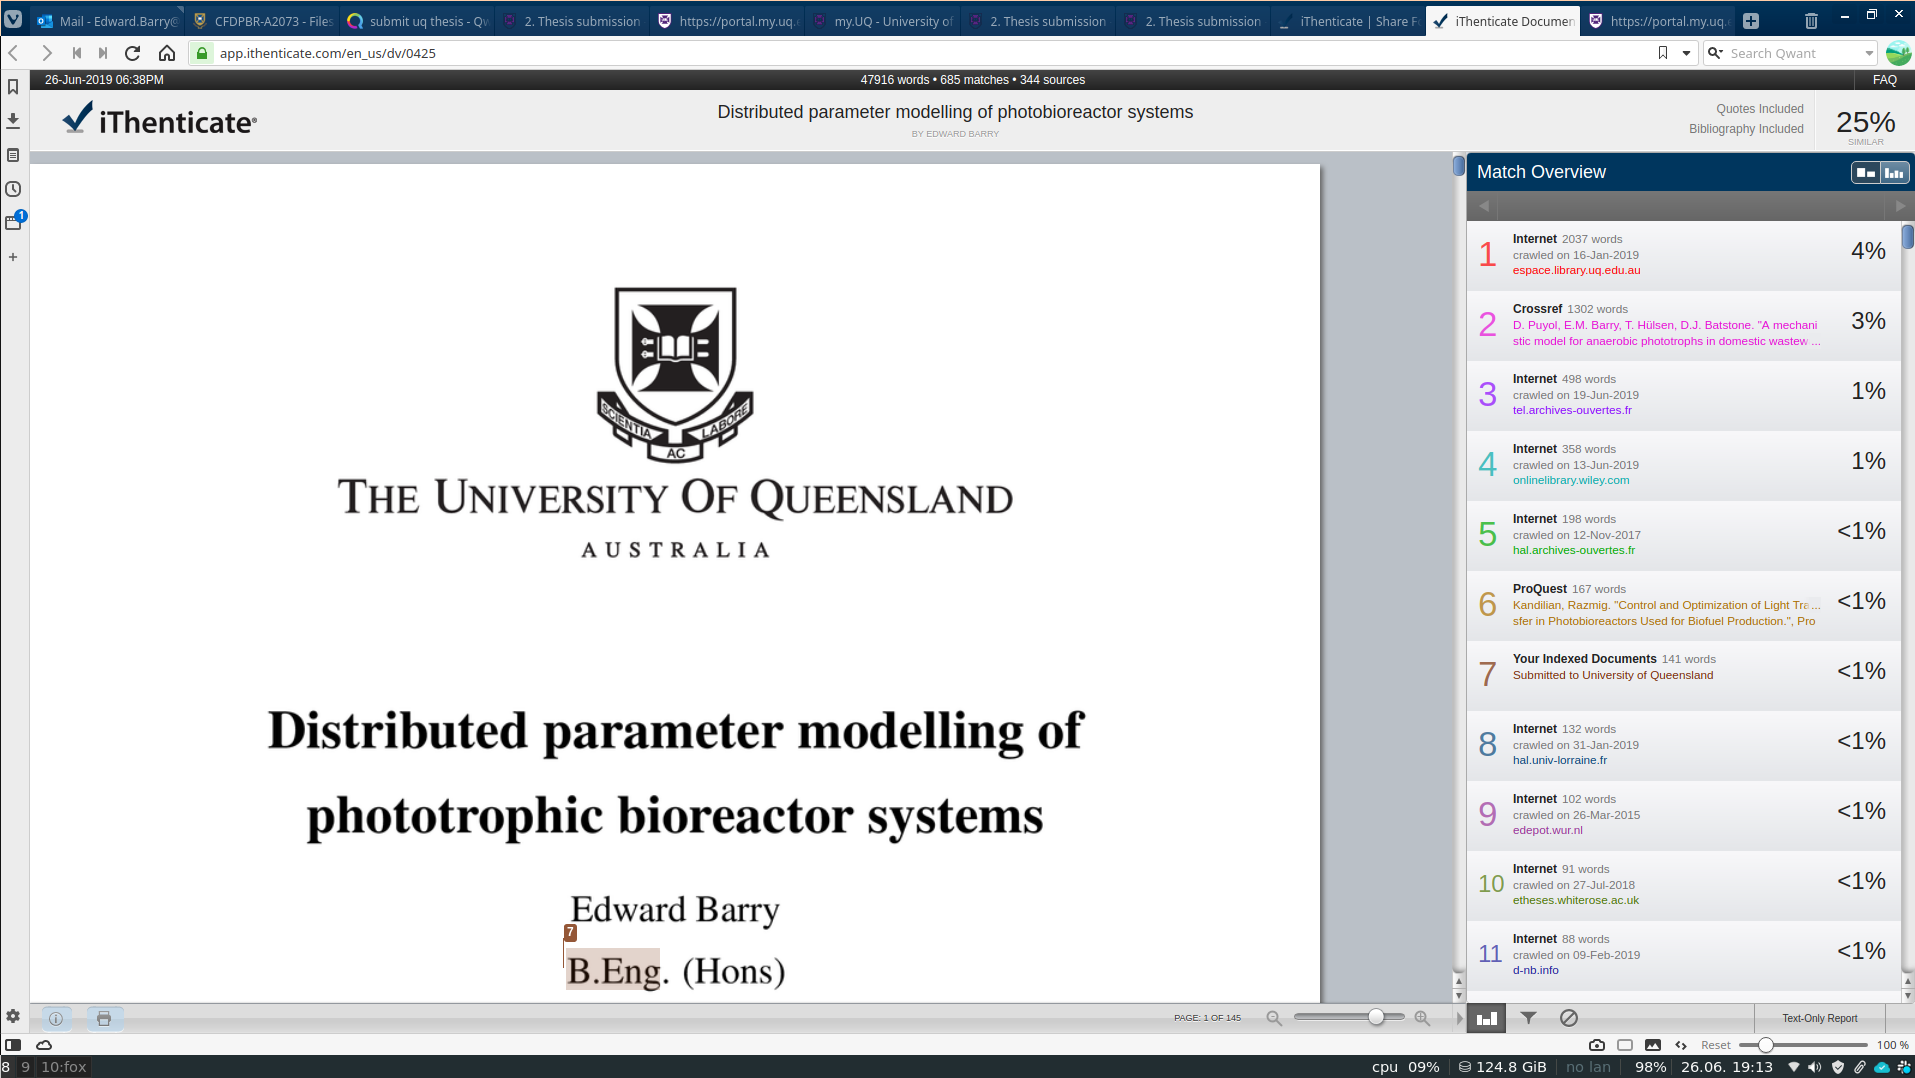 Mail - Edward.Barry@
CFDPBR-A2073 - Files
submit uq thesis - Qw
2. Thesis submission
https://portal.my.uq.
my.UQ - University of
2. Thesis submission
2. Thesis submission
iThenticate | Share F
iThenticate Documen
https://portal.my.uq.
app.ithenticate.com/en_us/dv/0425
Search Qwant
26-Jun-2019 06:38PM
47916 words • 685 matches • 344 sources
FAQ
iThenticate®
Distributed parameter modelling of photobioreactor systems
BY EDWARD BARRY
Quotes Included
Bibliography Included
25%
SIMILAR
1
SCIENTIA
AC
LABORE
THE UNIVERSITY OF QUEENSLAND
AUSTRALIA
Distributed parameter modelling of
phototrophic bioreactor systems
Edward Barry
7
B.Eng. (Hons)
Match Overview
1
Internet 2037 words
crawled on 16-Jan-2019
espace.library.uq.edu.au
4%
2
Crossref 1302 words
D. Puyol, E.M. Barry, T. Hülsen, D.J. Batstone. "A mechani
stic model for anaerobic phototrophs in domestic wastew ...
3%
3
Internet 498 words
crawled on 19-Jun-2019
tel.archives-ouvertes.fr
1%
4
Internet 358 words
crawled on 13-Jun-2019
onlinelibrary.wiley.com
1%
5
Internet 198 words
crawled on 12-Nov-2017
hal.archives-ouvertes.fr
<1%
6
ProQuest 167 words
Kandilian, Razmig. "Control and Optimization of Light Tra...
sfer in Photobioreactors Used for Biofuel Production.", Pro
<1%
7
Your Indexed Documents 141 words
Submitted to University of Queensland
<1%
8
Internet 132 words
crawled on 31-Jan-2019
hal.univ-lorraine.fr
<1%
9
Internet 102 words
crawled on 26-Mar-2015
edepot.wur.nl
<1%
10
Internet 91 words
crawled on 27-Jul-2018
etheses.whiterose.ac.uk
<1%
11
Internet 88 words
crawled on 09-Feb-2019
d-nb.info
<1%
PAGE: 1 OF 145
Text-Only Report
Reset
100 %
8 9 10:fox
cpu 09% 124.8 GiB no lan 98% 26.06. 19:13